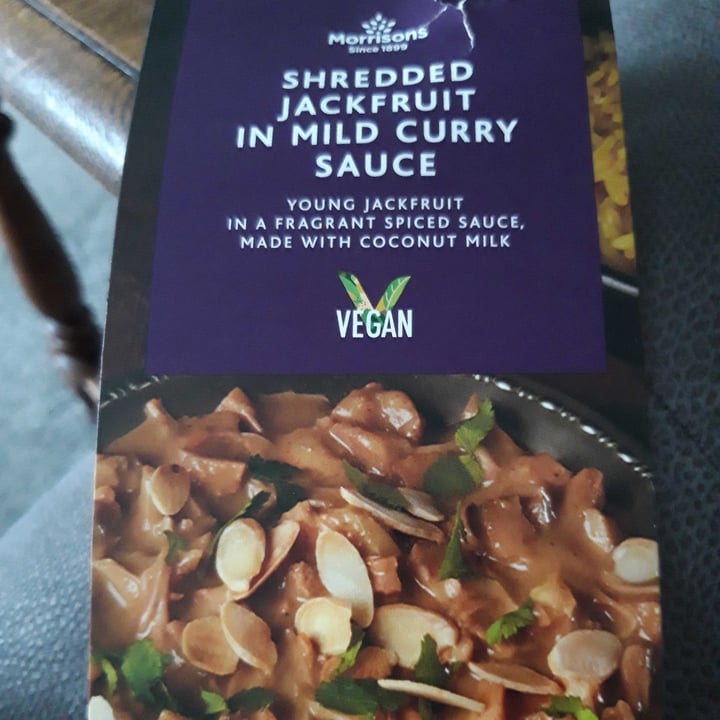 Morrisons
Since 1899
SHREDDED
JACKFRUIT
IN MILD CURRY
SAUCE
YOUNG JACKFRUIT
IN A FRAGRANT SPICED SAUCE,
MADE WITH COCONUT MILK
VEGAN